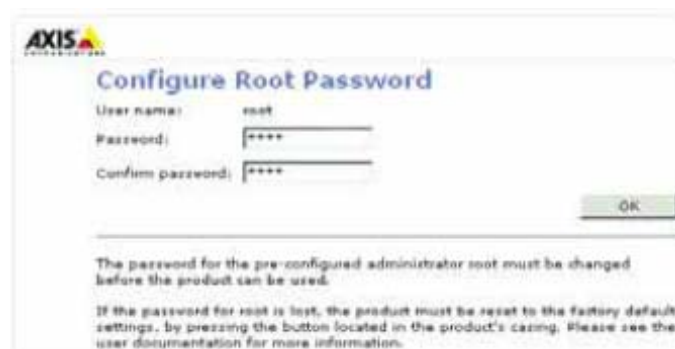 AXIS
COMMUNICATIONS
Configure Root Password
User name: root
Password: ****
Confirm password: ****
OK
The password for the pre-configured administrator root must be changed
before the product can be used.
If the password for root is lost, the product must be reset to the factory default
settings, by pressing the button located in the product's casing. Please see the
user documentation for more information.